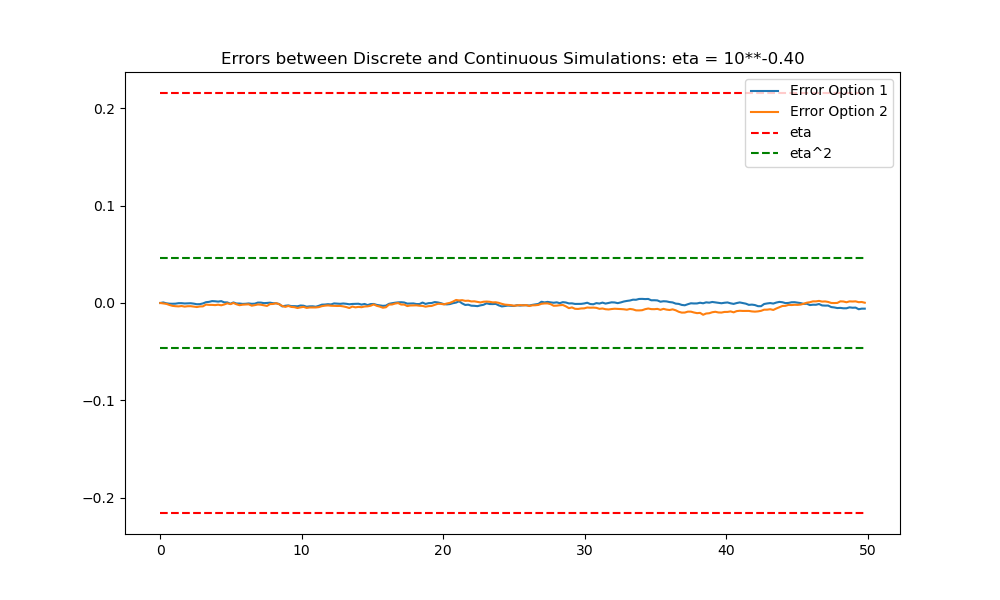 Errors between Discrete and Continuous Simulations: eta = 10**-0.40
Error Option 1
Error Option 2
eta
eta^2
0.2
0.1
0.0
−0.1
−0.2
0
10
20
30
40
50